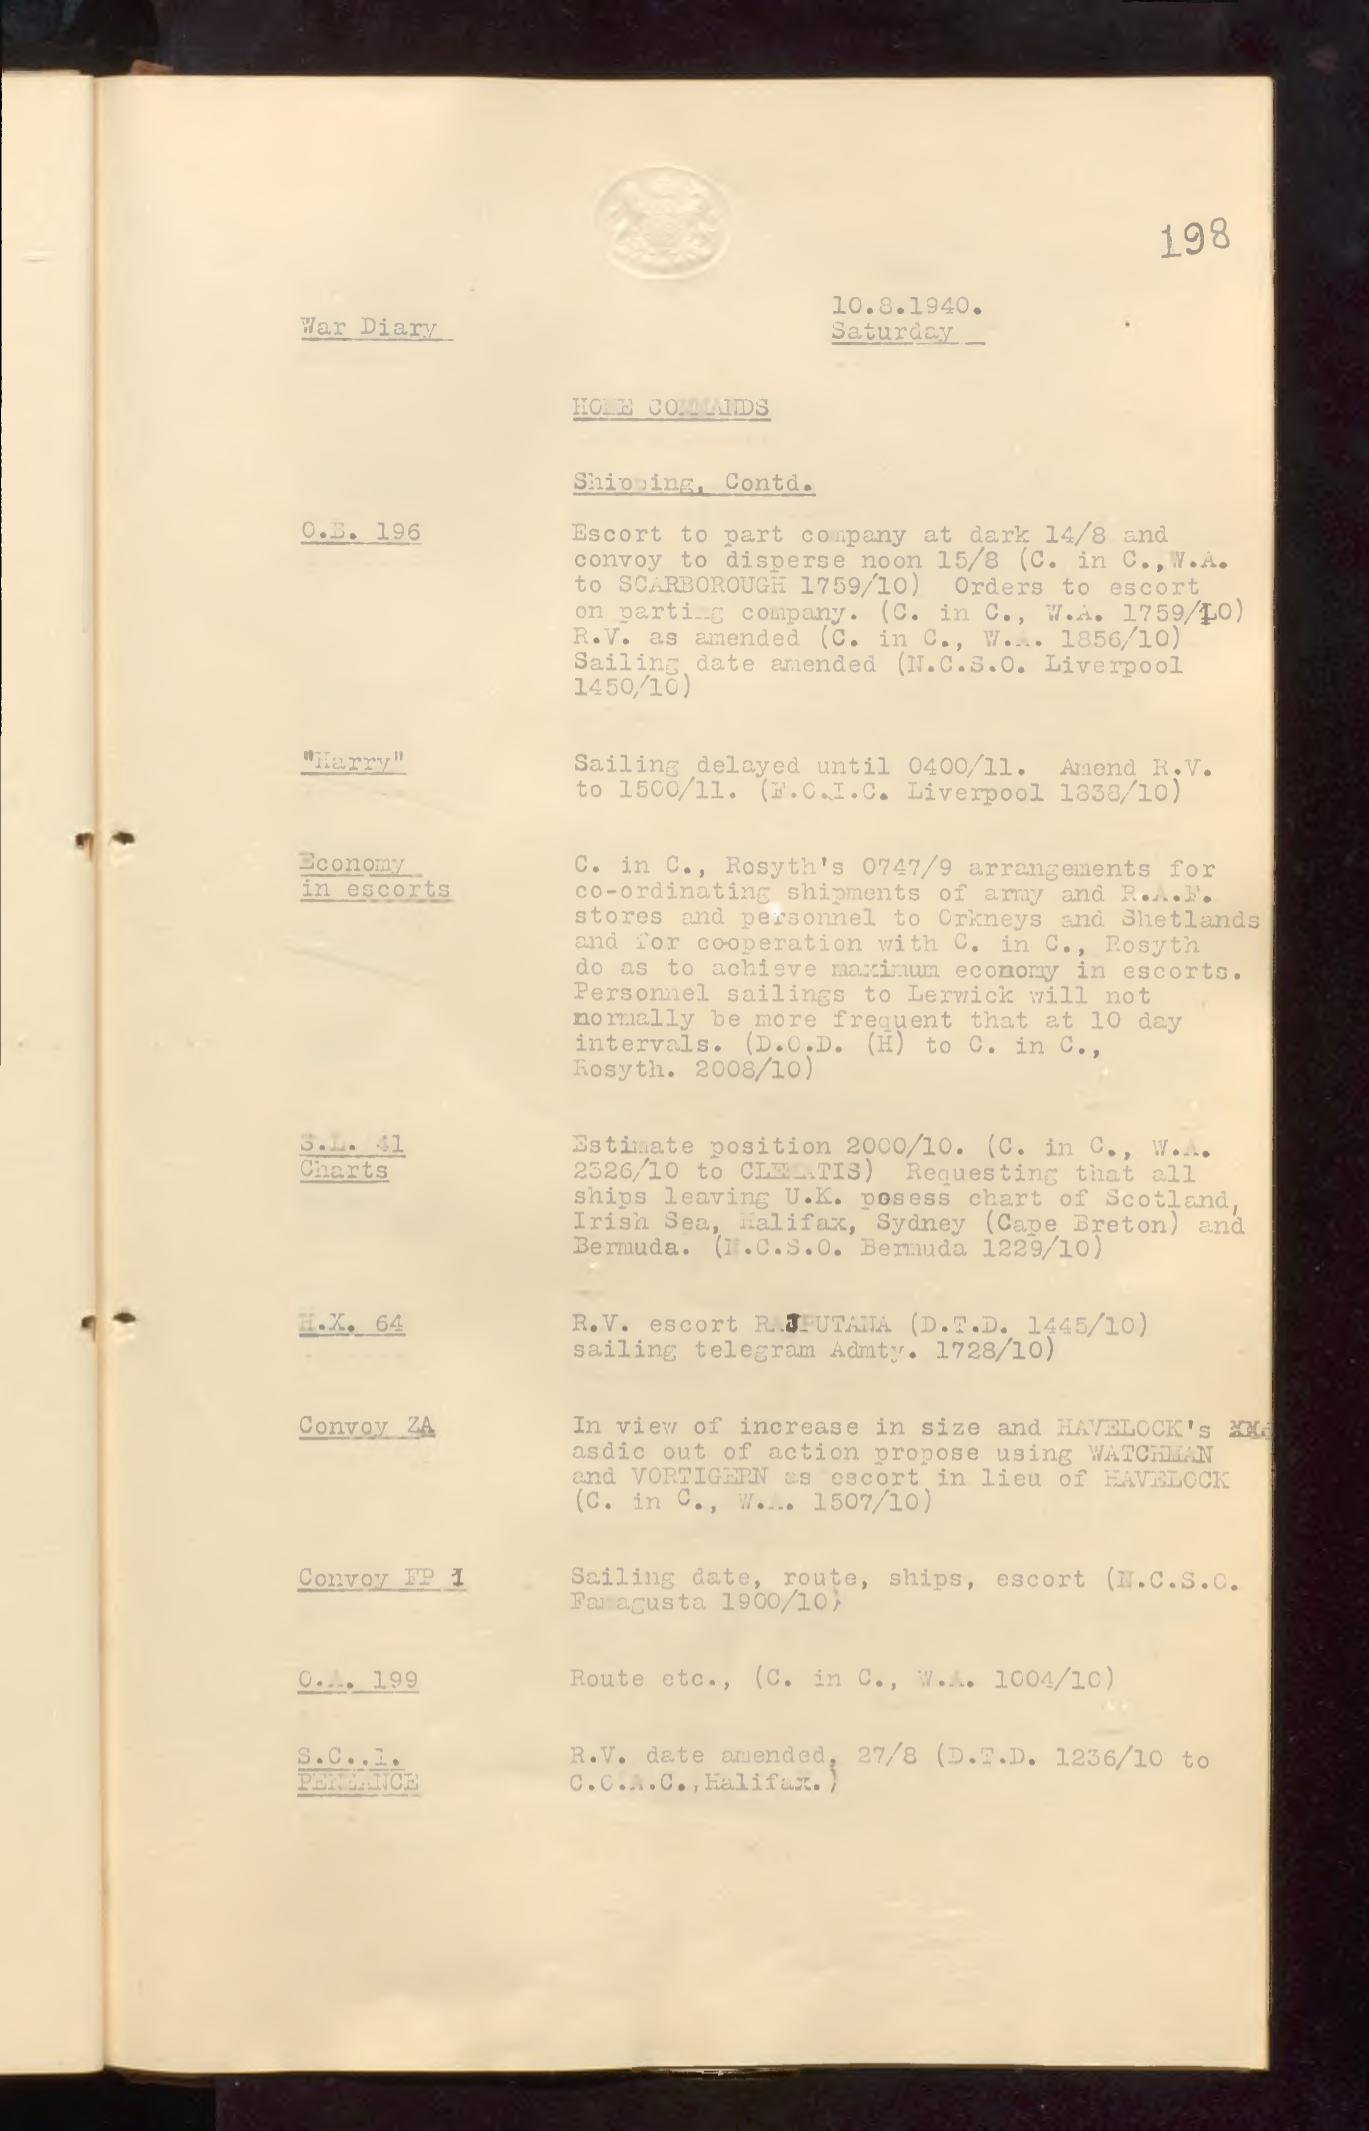 198
10.8.1940.
War Diary
Saturday
HOME COMMANDS
Shipping, Contd.
O.B. 196
Escort to part company at dark 14/8 and
convoy to disperse noon 15/8 (C. in C.,W.A.
to SCARBOROUGH 1759/10) Orders to escort
on parting company. (C. in C., W.A. 1759/10)
R.V. as amended (C. in C., W.A. 1856/10)
Sailing date amended (N.C.S.O. Liverpool
1450/10)
"Harry"
Sailing delayed until 0400/11. Amend R.V.
to 1500/11. (F.O.I.C. Liverpool 1838/10)
Economy
in escorts
C. in C., Rosyth's 0747/9 arrangements for
co-ordinating shipments of army and R.A.F.
stores and personnel to Orkneys and Shetlands
and for cooperation with C. in C., Rosyth
do as to achieve maximum economy in escorts.
Personnel sailings to Lerwick will not
normally be more frequent that at 10 day
intervals. (D.O.D. (H) to C. in C.,
Rosyth. 2008/10)
S.L. 41
Charts
Estimate position 2000/10. (C. in C., W.A.
2326/10 to CLEMATIS) Requesting that all
ships leaving U.K. posess chart of Scotland,
Irish Sea, Halifax, Sydney (Cape Breton) and
Bermuda. (N.C.S.O. Bermuda 1229/10)
H.X. 64
R.V. escort RAJPUTANA (D.T.D. 1445/10)
sailing telegram Admty. 1728/10)
Convoy ZA
In view of increase in size and HAVELOCK's
asdic out of action propose using WATCHMAN
and VORTIGERN as escort in lieu of HAVELOCK
(C. in C., W.A. 1507/10)
Convoy FP 1
Sailing date, route, ships, escort (N.C.S.O.
Famagusta 1900/10)
O.A. 199
Route etc., (C. in C., W.A. 1004/10)
S.C..1.
PENZANCE
R.V. date amended, 27/8 (D.T.D. 1236/10 to
C.O.A.C.,Halifax.)